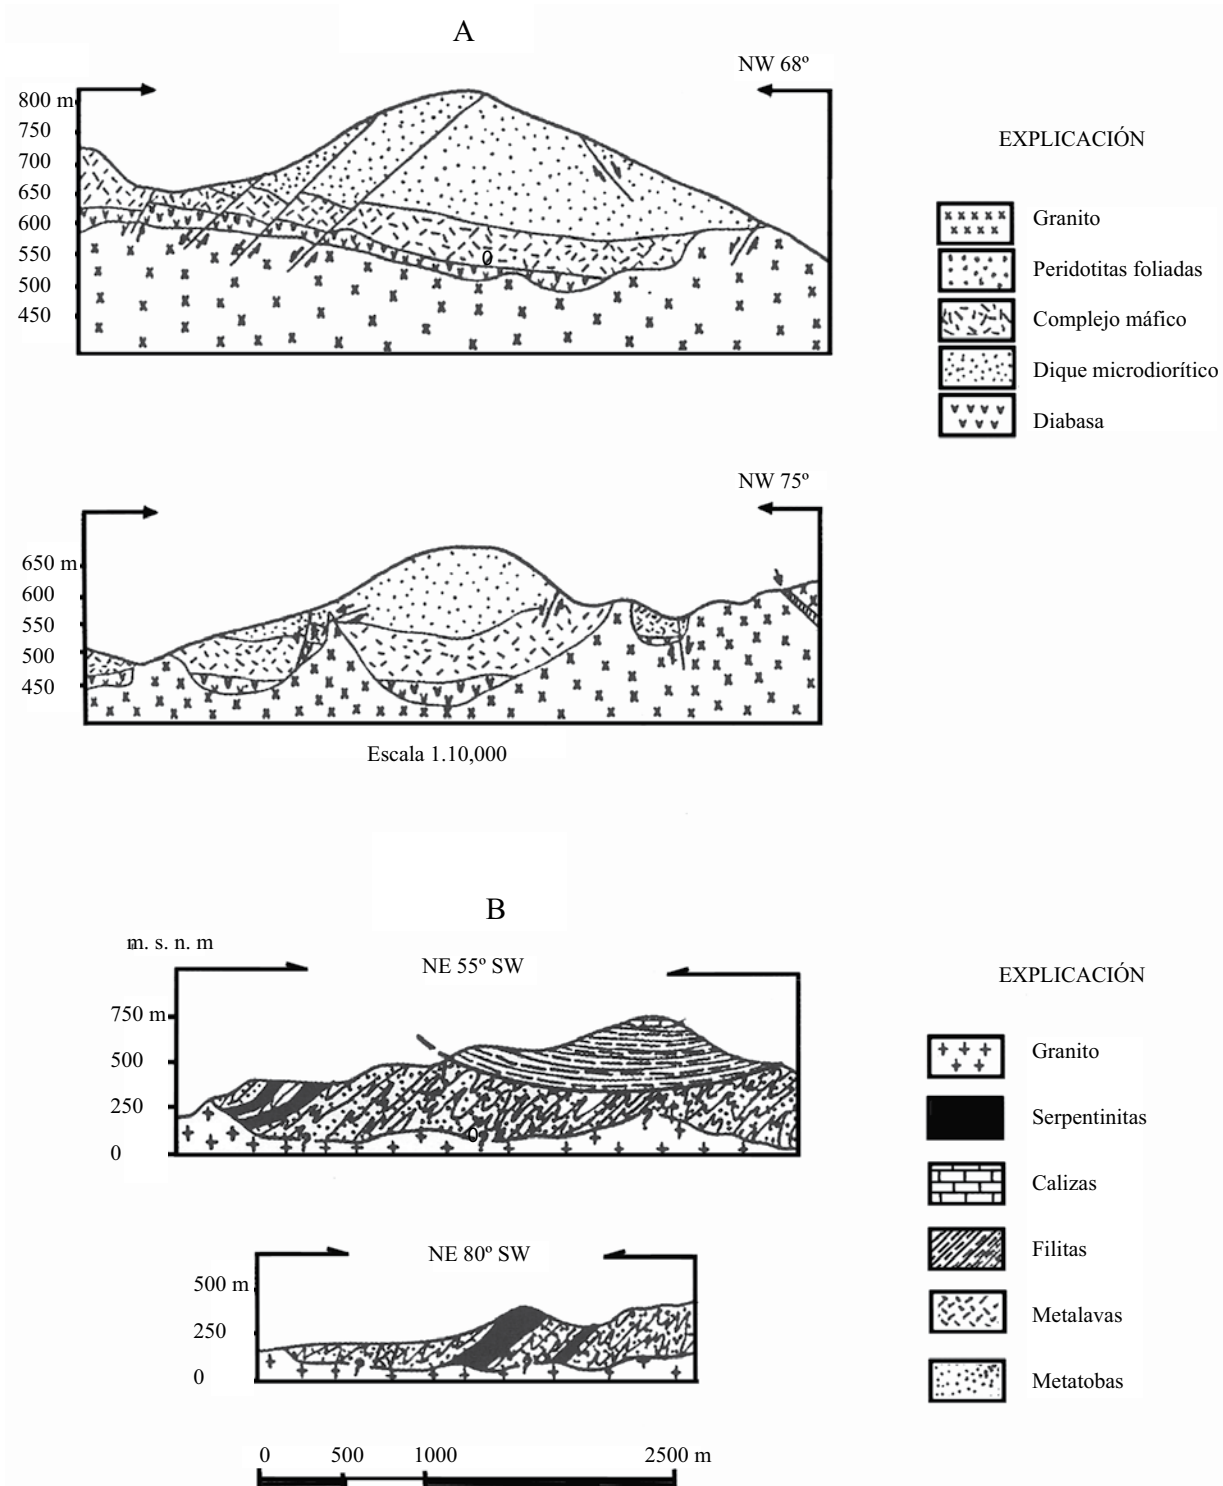 A
NW 68º
800 m
750
700
650
600
550
500
450
0
EXPLICACIÓN
Granito
Peridotitas foliadas
Complejo máfico
Dique microdiorítico
Diabasa
NW 75º
650 m
600
550
500
450
Escala 1.10,000
B
m. s. n. m
NE 55º SW
750 m
500
250
0
?
0?
EXPLICACIÓN
Granito
Serpentinitas
Calizas
Filitas
Metalavas
Metatobas
NE 80º SW
500 m
250
0
?
?
0 500 1000 2500 m